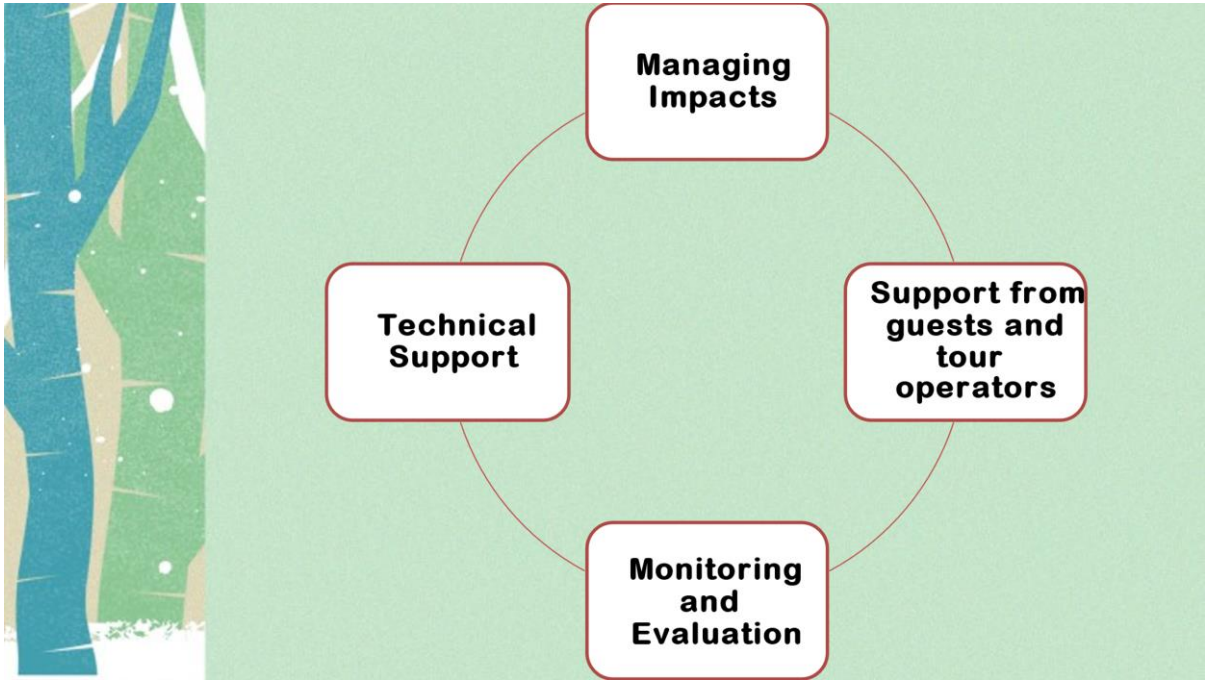 Managing
Impacts
Support from
guests and
tour
operators
Technical
Support
Monitoring
and
Evaluation